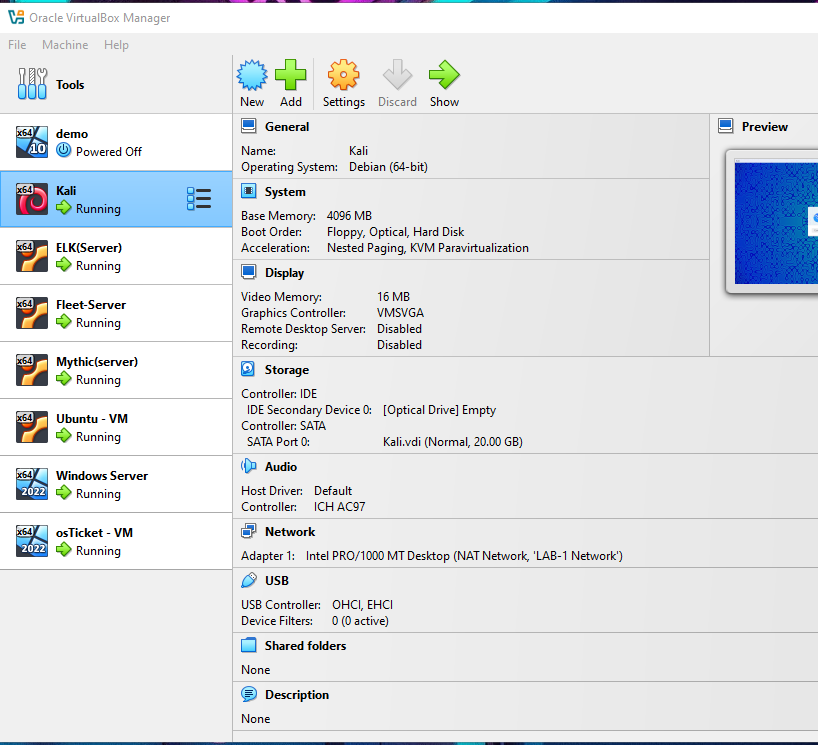 Oracle VirtualBox Manager
File Machine Help
Tools
New Add Settings Discard Show
x64 10 demo
Powered Off
x64 Kali
Running
x64 ELK(Server)
Running
x64 Fleet-Server
Running
x64 Mythic(server)
Running
x64 Ubuntu - VM
Running
x64 2022 Windows Server
Running
x64 2022 osTicket - VM
Running
General
Name: Kali
Operating System: Debian (64-bit)
System
Base Memory: 4096 MB
Boot Order: Floppy, Optical, Hard Disk
Acceleration: Nested Paging, KVM Paravirtualization
Display
Video Memory: 16 MB
Graphics Controller: VMSVGA
Remote Desktop Server: Disabled
Recording: Disabled
Storage
Controller: IDE
IDE Secondary Device 0: [Optical Drive] Empty
Controller: SATA
SATA Port 0: Kali.vdi (Normal, 20.00 GB)
Audio
Host Driver: Default
Controller: ICH AC97
Network
Adapter 1: Intel PRO/1000 MT Desktop (NAT Network, 'LAB-1 Network')
USB
USB Controller: OHCI, EHCI
Device Filters: 0 (0 active)
Shared folders
None
Description
None
Preview